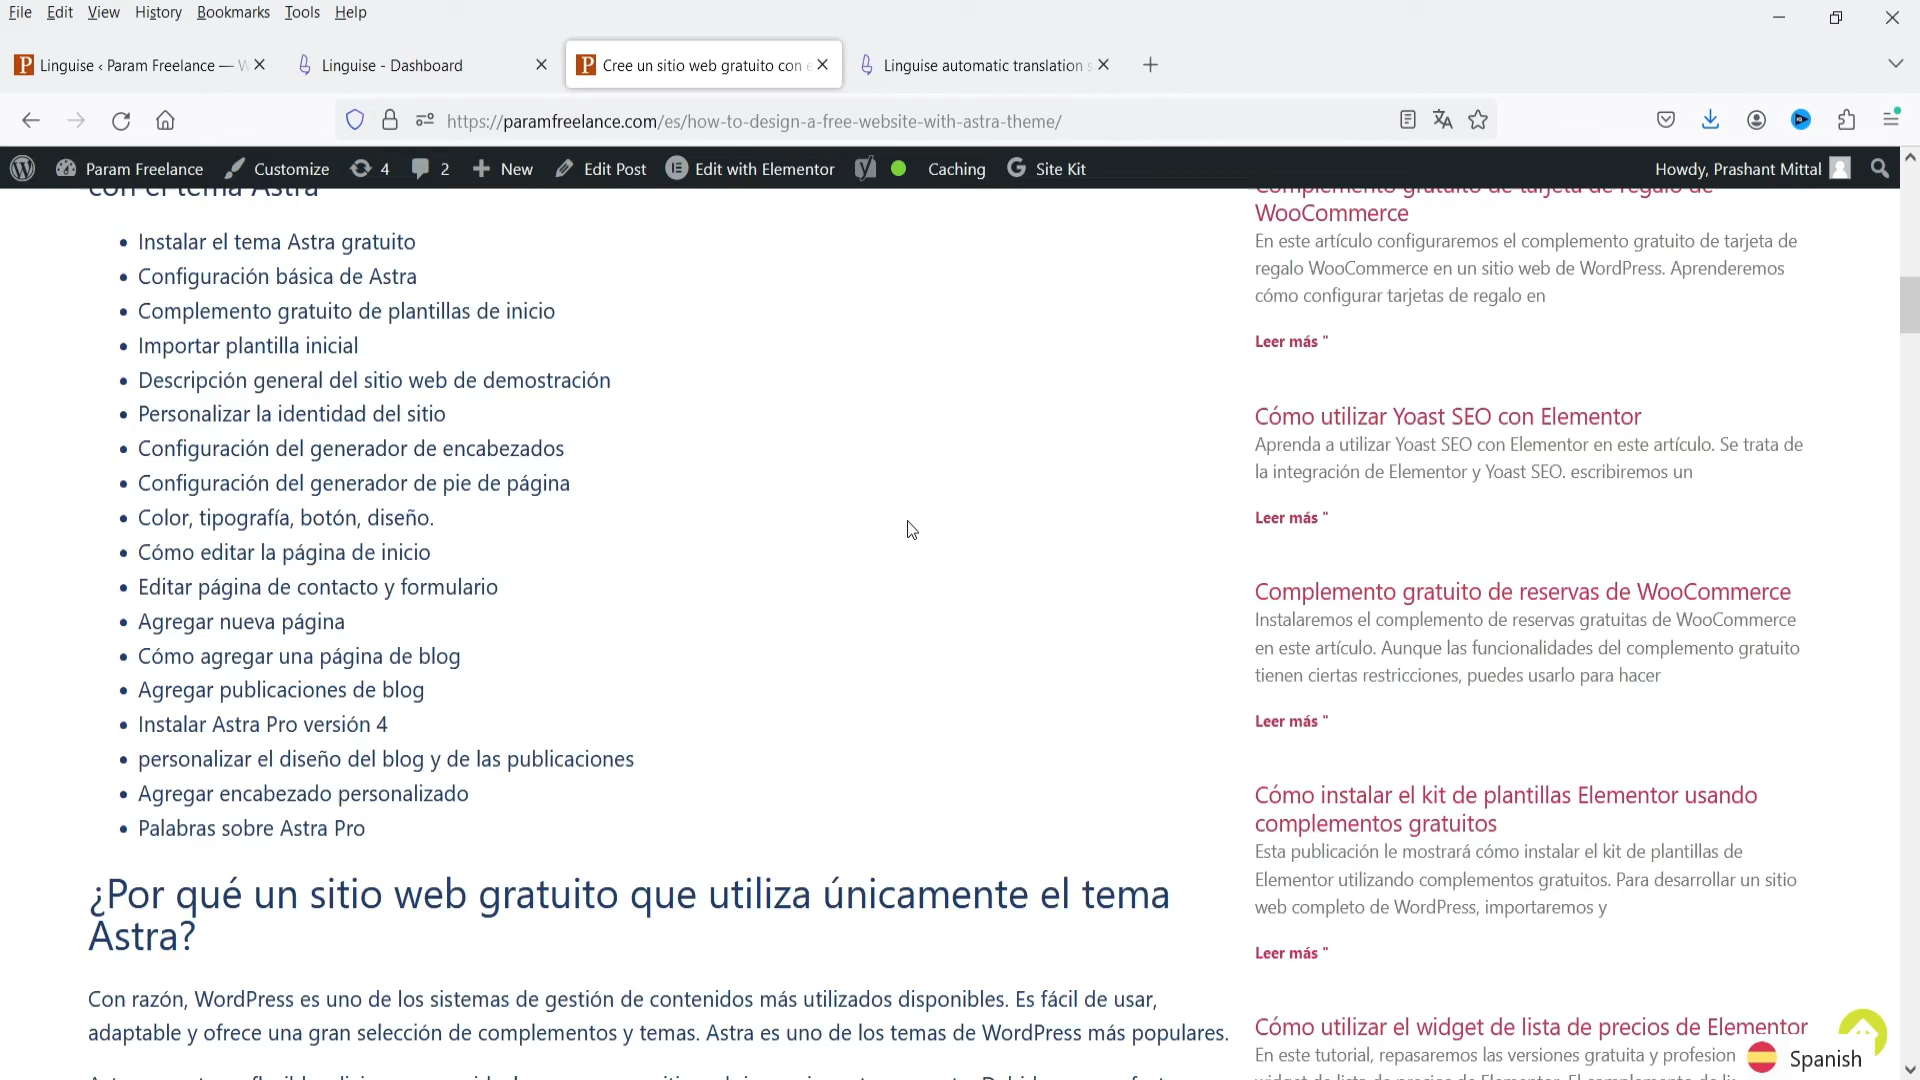 File Edit View History Bookmarks Tools Help
Linguise ‹ Param Freelance — W
Linguise - Dashboard
Cree un sitio web gratuito con e
Linguise automatic translation s
https://paramfreelance.com/es/how-to-design-a-free-website-with-astra-theme/
Param Freelance Customize 4 2 New Edit Post Edit with Elementor Caching Site Kit Howdy, Prashant Mittal
con el tema Astra
Instalar el tema Astra gratuito
Configuración básica de Astra
Complemento gratuito de plantillas de inicio
Importar plantilla inicial
Descripción general del sitio web de demostración
Personalizar la identidad del sitio
Configuración del generador de encabezados
Configuración del generador de pie de página
Color, tipografía, botón, diseño.
Cómo editar la página de inicio
Editar página de contacto y formulario
Agregar nueva página
Cómo agregar una página de blog
Agregar publicaciones de blog
Instalar Astra Pro versión 4
personalizar el diseño del blog y de las publicaciones
Agregar encabezado personalizado
Palabras sobre Astra Pro
¿Por qué un sitio web gratuito que utiliza únicamente el tema
Astra?
Con razón, WordPress es uno de los sistemas de gestión de contenidos más utilizados disponibles. Es fácil de usar,
adaptable y ofrece una gran selección de complementos y temas. Astra es uno de los temas de WordPress más populares.
Complemento gratuito de tarjeta de regalo de
WooCommerce
En este artículo configuraremos el complemento gratuito de tarjeta de
regalo WooCommerce en un sitio web de WordPress. Aprenderemos
cómo configurar tarjetas de regalo en
Leer más "
Cómo utilizar Yoast SEO con Elementor
Aprenda a utilizar Yoast SEO con Elementor en este artículo. Se trata de
la integración de Elementor y Yoast SEO. escribiremos un
Leer más "
Complemento gratuito de reservas de WooCommerce
Instalaremos el complemento de reservas gratuitas de WooCommerce
en este artículo. Aunque las funcionalidades del complemento gratuito
tienen ciertas restricciones, puedes usarlo para hacer
Leer más "
Cómo instalar el kit de plantillas Elementor usando
complementos gratuitos
Esta publicación le mostrará cómo instalar el kit de plantillas de
Elementor utilizando complementos gratuitos. Para desarrollar un sitio
web completo de WordPress, importaremos y
Leer más "
Cómo utilizar el widget de lista de precios de Elementor
En este tutorial, repasaremos las versiones gratuita y profesion
Spanish